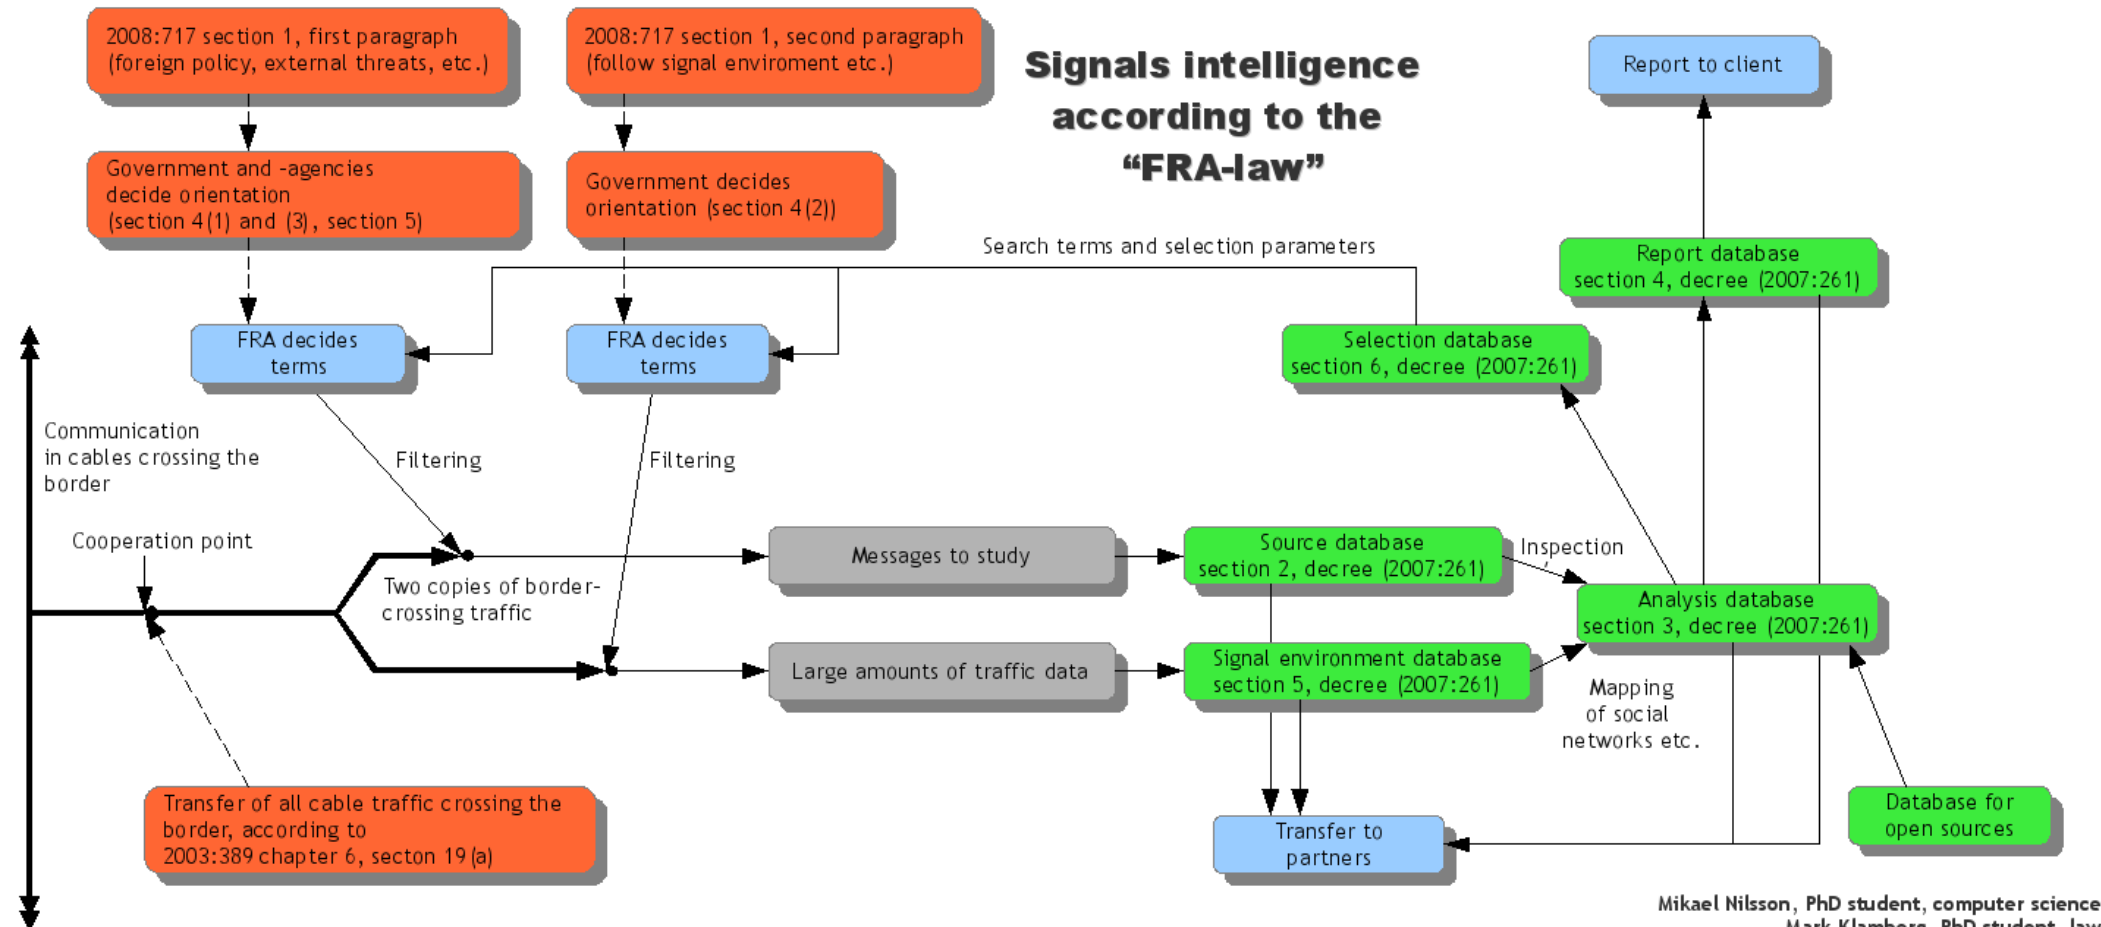 2008:717 section 1, first paragraph
(foreign policy, external threats, etc.)
2008:717 section 1, second paragraph
(follow signal enviroment etc.)
Signals intelligence
according to the
“FRA-law”
Report to client
Government and -agencies
decide orientation
(section 4(1) and (3), section 5)
Government decides
orientation (section 4(2))
Search terms and selection parameters
Report database
section 4, decree (2007:261)
FRA decides
terms
FRA decides
terms
Selection database
section 6, decree (2007:261)
Communication
in cables crossing the
border
Filtering
Filtering
Cooperation point
Two copies of border-
crossing traffic
Messages to study
Source database
section 2, decree (2007:261)
Inspection
Analysis database
section 3, decree (2007:261)
Large amounts of traffic data
Signal environment database
section 5, decree (2007:261)
Mapping
of social
networks etc.
Transfer of all cable traffic crossing the
border, according to
2003:389 chapter 6, secton 19(a)
Transfer to
partners
Database for
open sources
Mikael Nilsson, PhD student, computer science
Mark Klamberg, PhD student, law